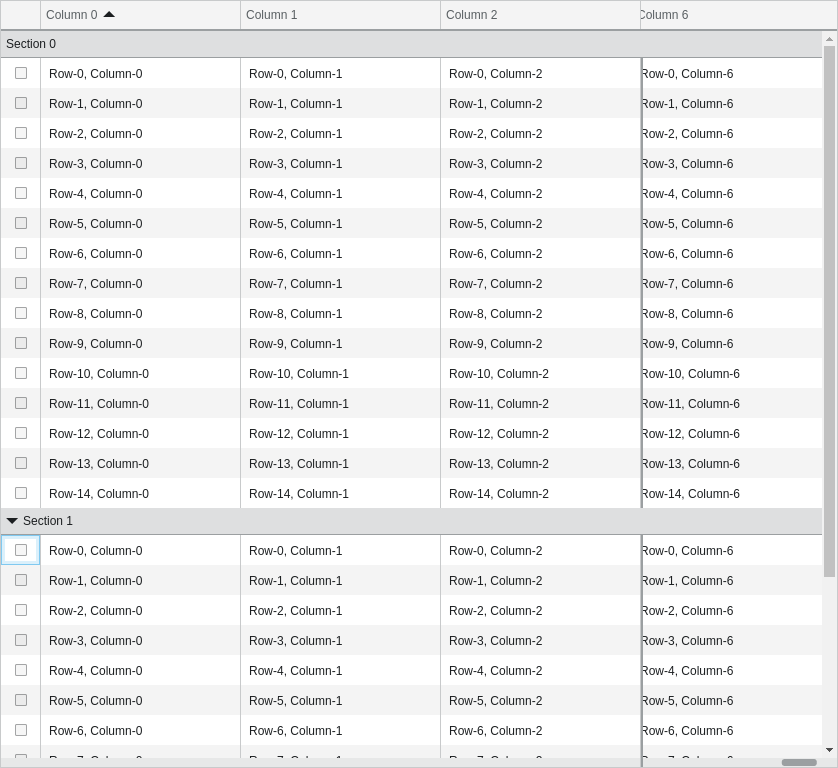 Column 0 Column 1 Column 2 Column 6
Section 0
Row-0, Column-0 Row-0, Column-1 Row-0, Column-2 Row-0, Column-6
Row-1, Column-0 Row-1, Column-1 Row-1, Column-2 Row-1, Column-6
Row-2, Column-0 Row-2, Column-1 Row-2, Column-2 Row-2, Column-6
Row-3, Column-0 Row-3, Column-1 Row-3, Column-2 Row-3, Column-6
Row-4, Column-0 Row-4, Column-1 Row-4, Column-2 Row-4, Column-6
Row-5, Column-0 Row-5, Column-1 Row-5, Column-2 Row-5, Column-6
Row-6, Column-0 Row-6, Column-1 Row-6, Column-2 Row-6, Column-6
Row-7, Column-0 Row-7, Column-1 Row-7, Column-2 Row-7, Column-6
Row-8, Column-0 Row-8, Column-1 Row-8, Column-2 Row-8, Column-6
Row-9, Column-0 Row-9, Column-1 Row-9, Column-2 Row-9, Column-6
Row-10, Column-0 Row-10, Column-1 Row-10, Column-2 Row-10, Column-6
Row-11, Column-0 Row-11, Column-1 Row-11, Column-2 Row-11, Column-6
Row-12, Column-0 Row-12, Column-1 Row-12, Column-2 Row-12, Column-6
Row-13, Column-0 Row-13, Column-1 Row-13, Column-2 Row-13, Column-6
Row-14, Column-0 Row-14, Column-1 Row-14, Column-2 Row-14, Column-6
Section 1
Row-0, Column-0 Row-0, Column-1 Row-0, Column-2 Row-0, Column-6
Row-1, Column-0 Row-1, Column-1 Row-1, Column-2 Row-1, Column-6
Row-2, Column-0 Row-2, Column-1 Row-2, Column-2 Row-2, Column-6
Row-3, Column-0 Row-3, Column-1 Row-3, Column-2 Row-3, Column-6
Row-4, Column-0 Row-4, Column-1 Row-4, Column-2 Row-4, Column-6
Row-5, Column-0 Row-5, Column-1 Row-5, Column-2 Row-5, Column-6
Row-6, Column-0 Row-6, Column-1 Row-6, Column-2 Row-6, Column-6